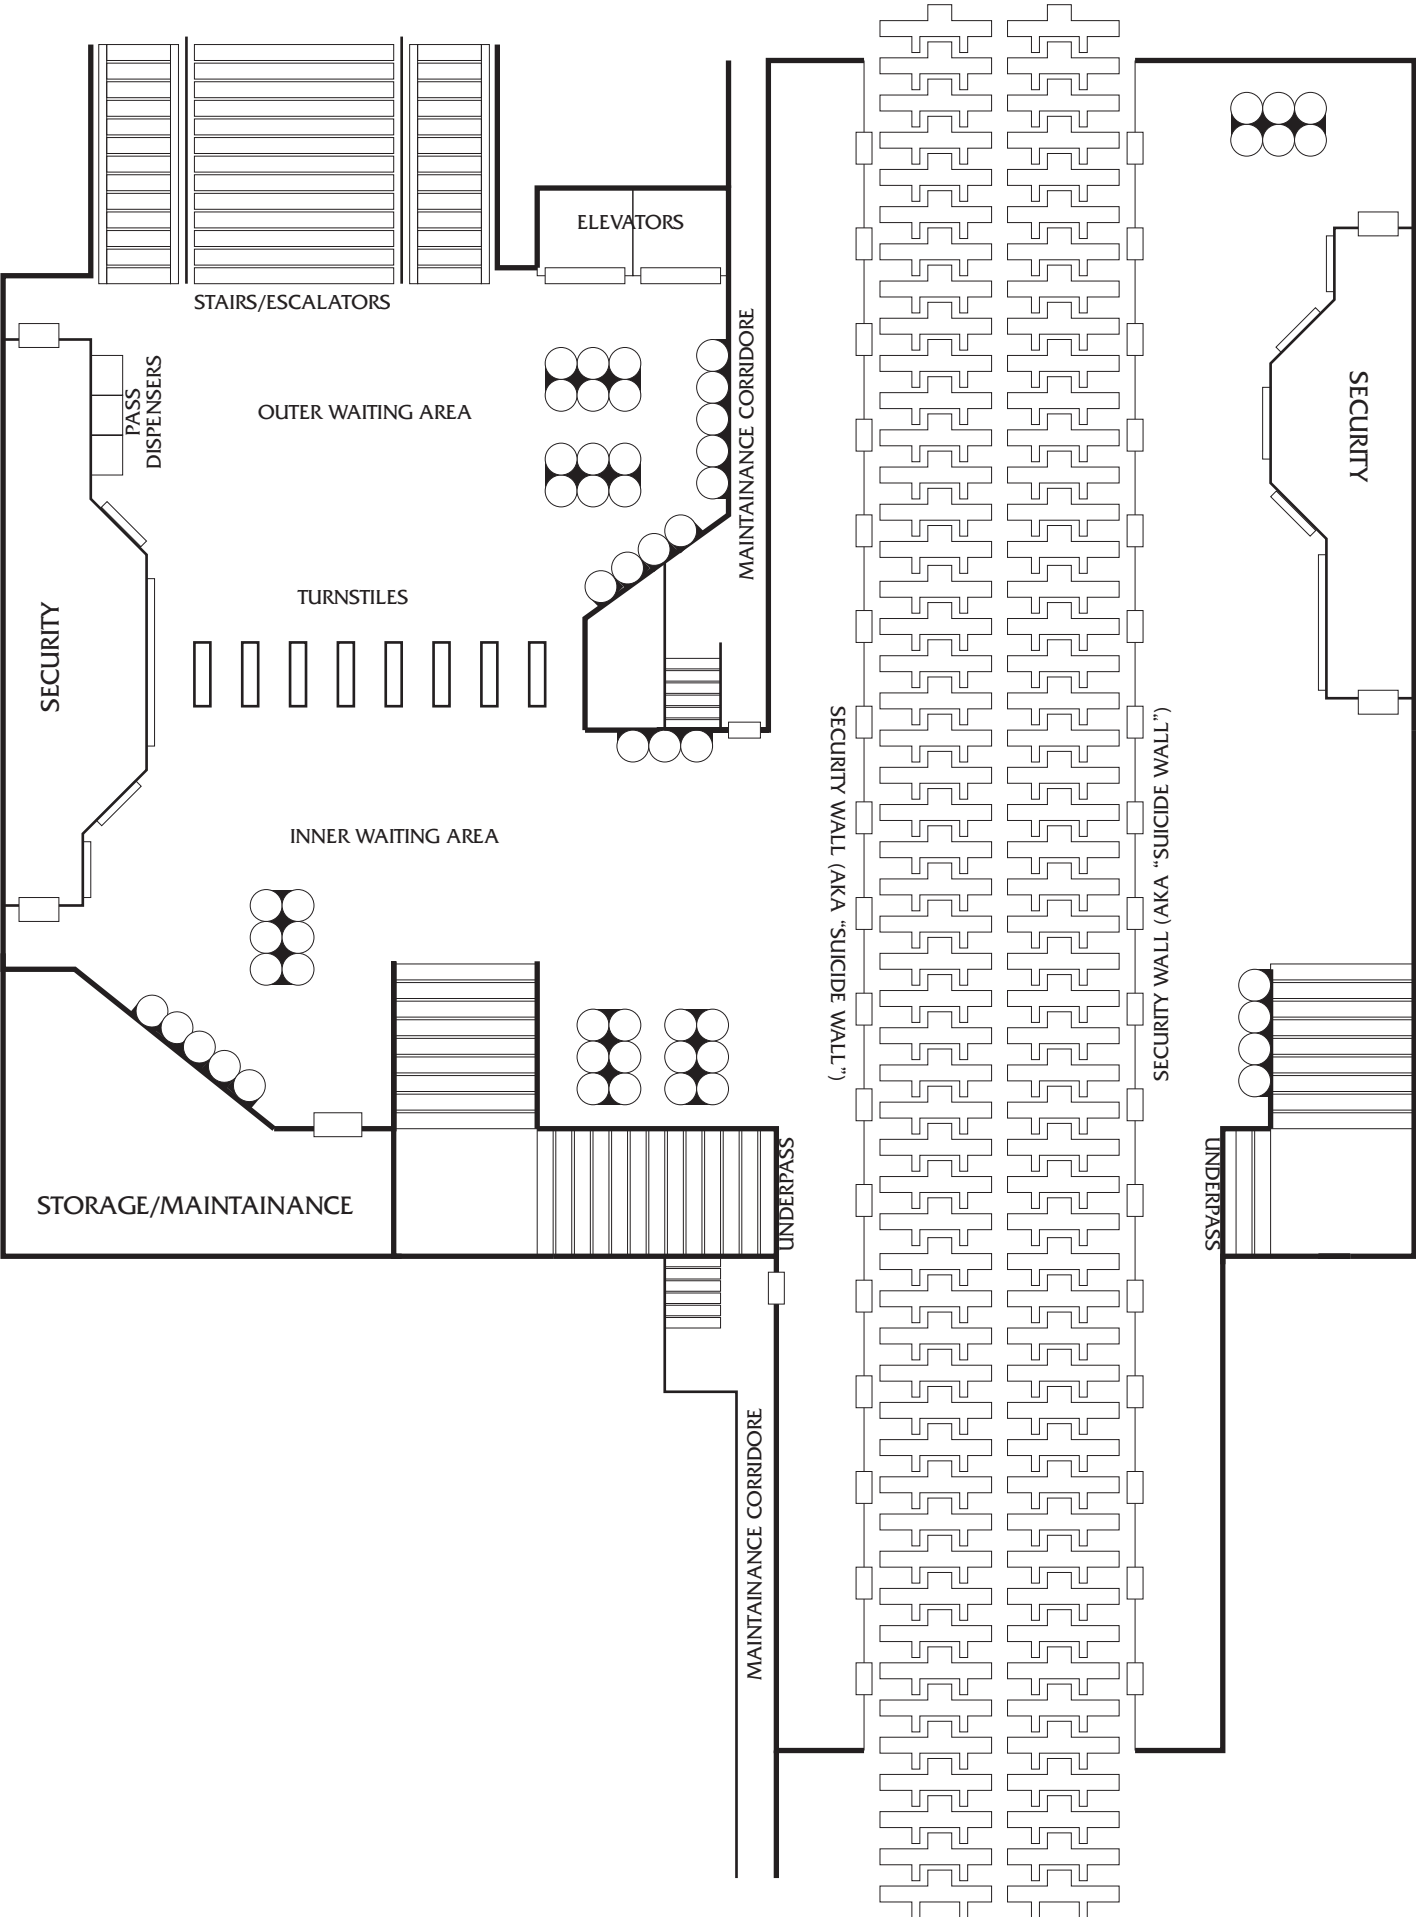 ELEVATORS
STAIRS/ESCALATORS
PASS
DISPENSERS
OUTER WAITING AREA
MAINTAINANCE CORRIDORE
SECURITY
TURNSTILES
SECURITY
SECURITY WALL (AKA “SUICIDE WALL”)
SECURITY WALL (AKA “SUICIDE WALL”)
INNER WAITING AREA
UNDERPASS
UNDERPASS
STORAGE/MAINTAINANCE
MAINTAINANCE CORRIDORE